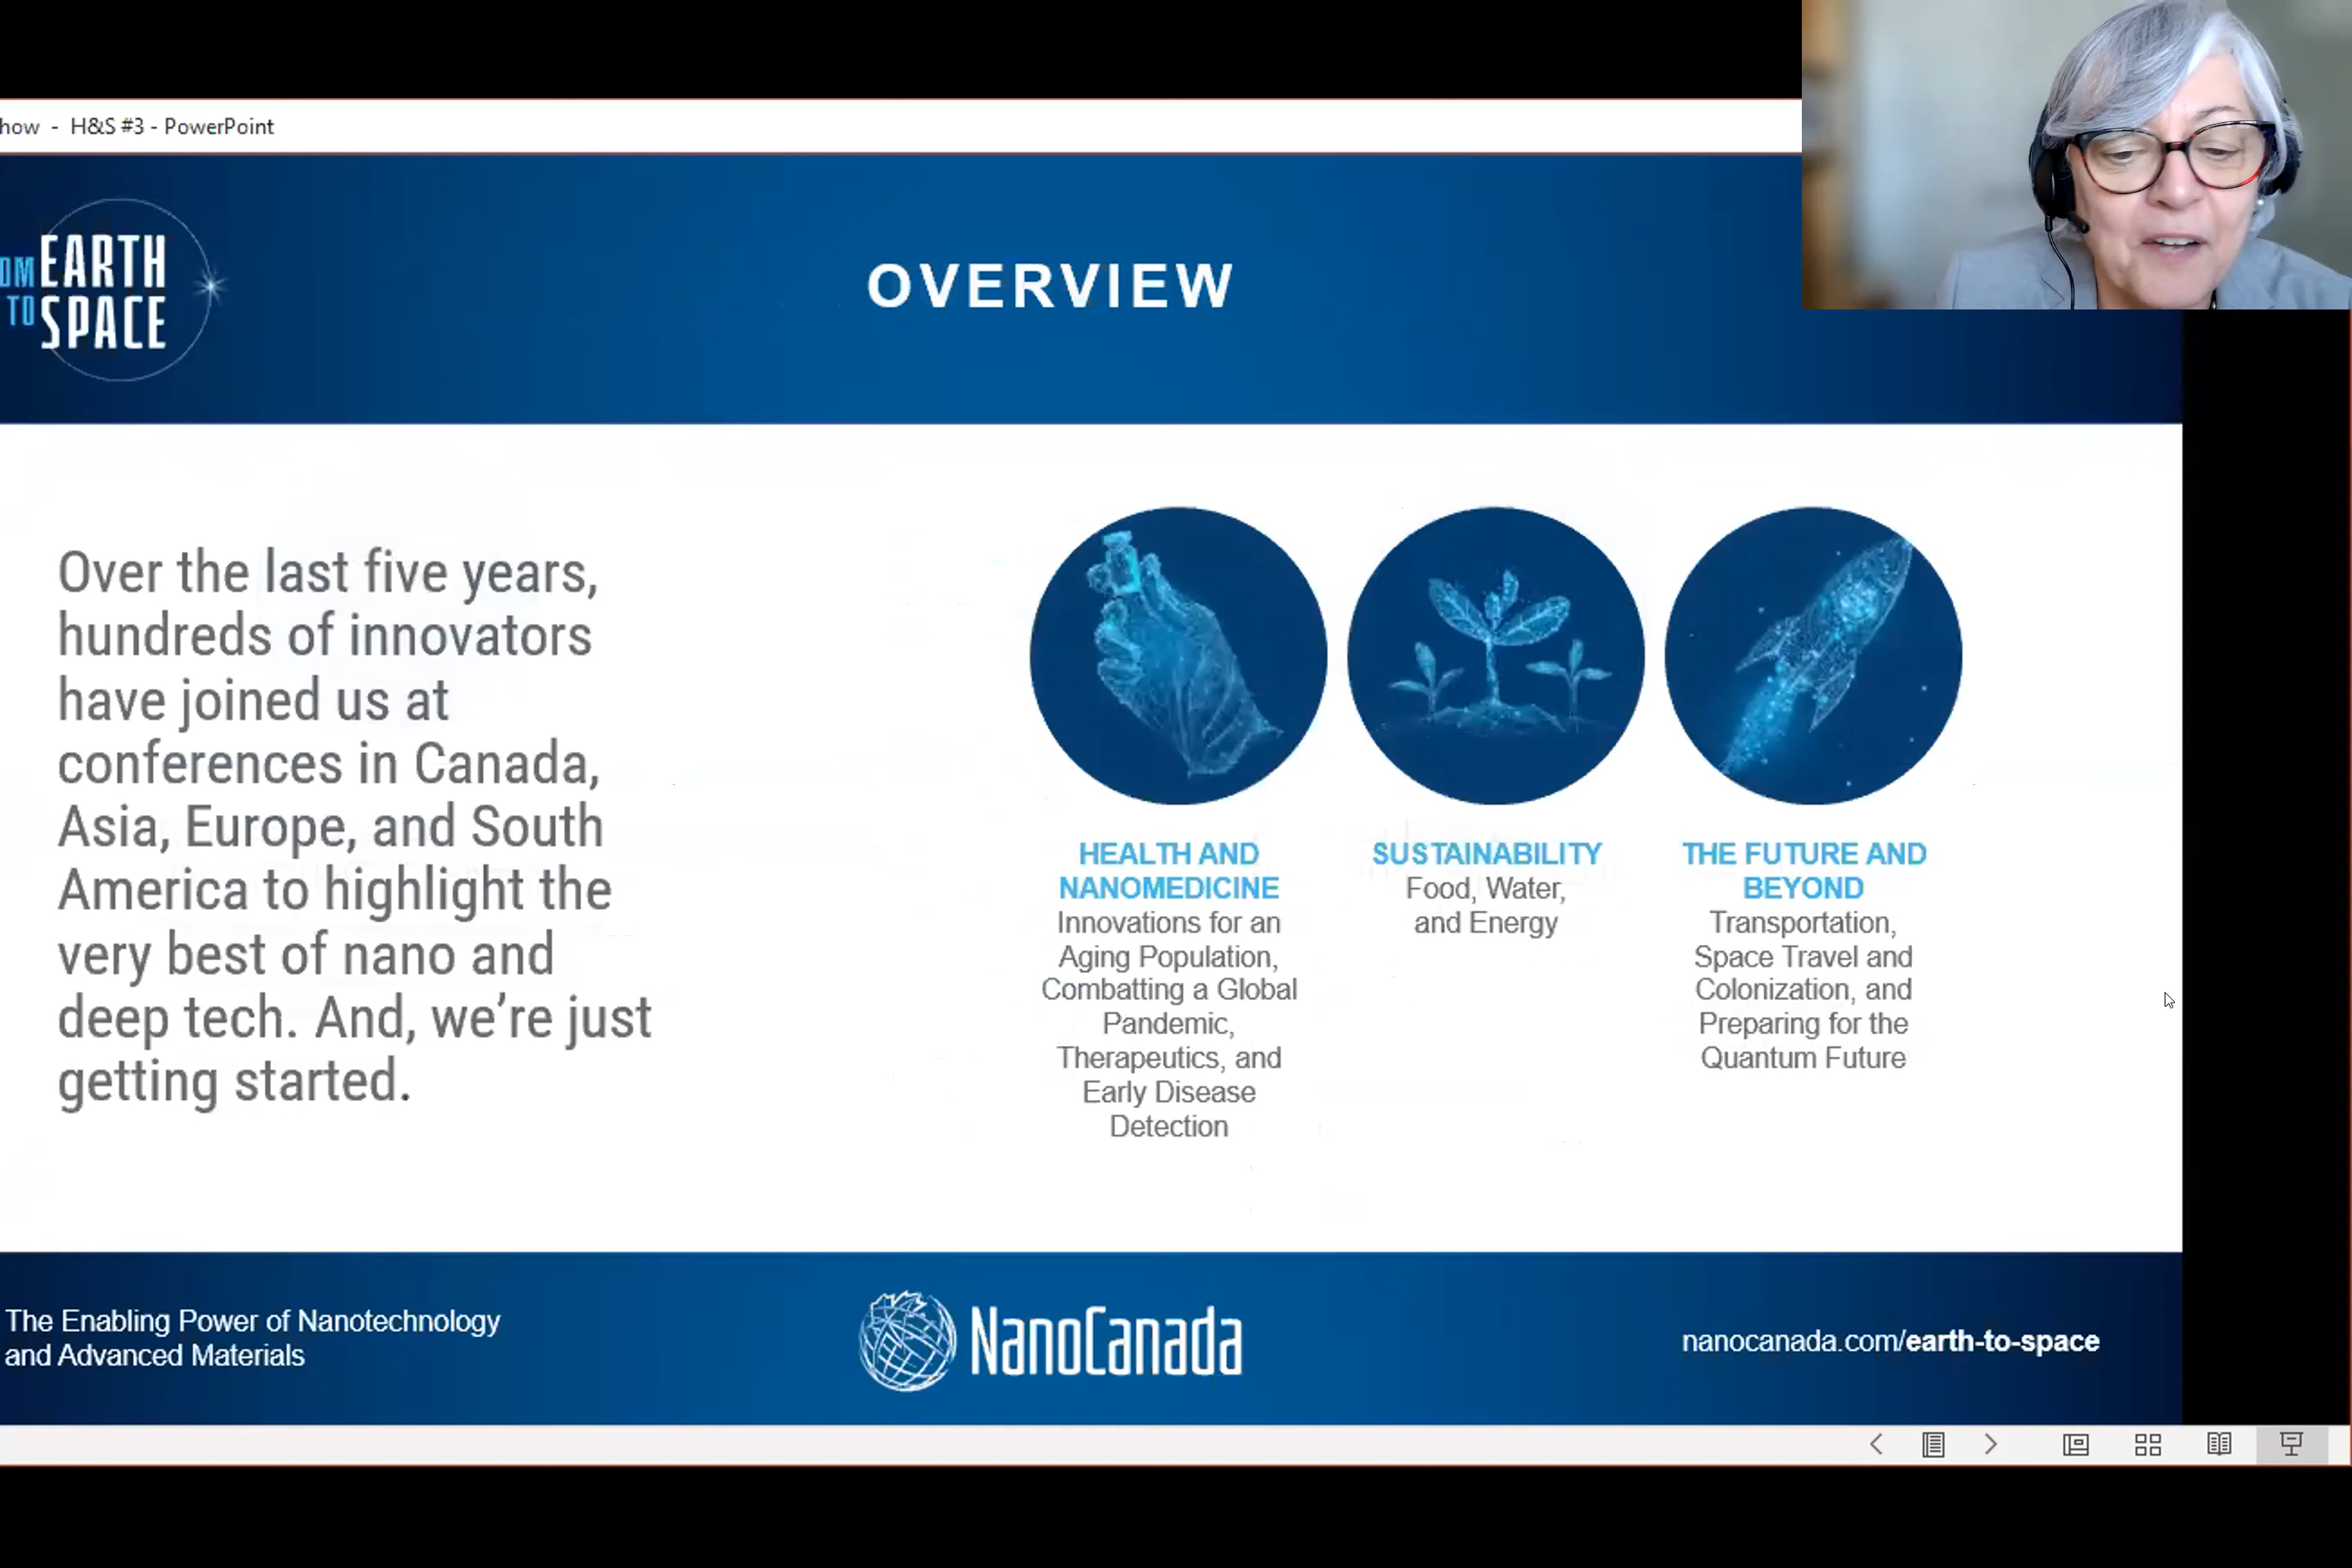 how - H&S #3 - PowerPoint
OM EARTH
TO SPACE
OVERVIEW
Over the last five years,
hundreds of innovators
have joined us at
conferences in Canada,
Asia, Europe, and South
America to highlight the
very best of nano and
deep tech. And, we’re just
getting started.
HEALTH AND
NANOMEDICINE
Innovations for an
Aging Population,
Combatting a Global
Pandemic,
Therapeutics, and
Early Disease
Detection
SUSTAINABILITY
Food, Water,
and Energy
THE FUTURE AND
BEYOND
Transportation,
Space Travel and
Colonization, and
Preparing for the
Quantum Future
The Enabling Power of Nanotechnology
and Advanced Materials
NanoCanada
nanocanada.com/earth-to-space